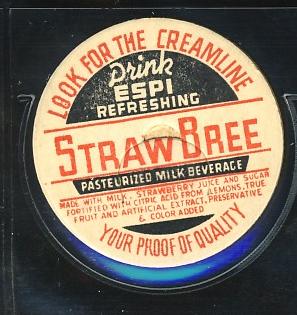 LOOK FOR THE CREAMLINE
Drink
ESPI
REFRESHING
STRAWBREE
PASTEURIZED MILK BEVERAGE
MADE WITH MILK, STRAWBERRY JUICE AND SUGAR
FORTIFIED WITH CITRIC ACID FROM LEMONS, TRUE
FRUIT AND ARTIFICIAL EXTRACT, PRESERVATIVE
& COLOR ADDED
YOUR PROOF OF QUALITY